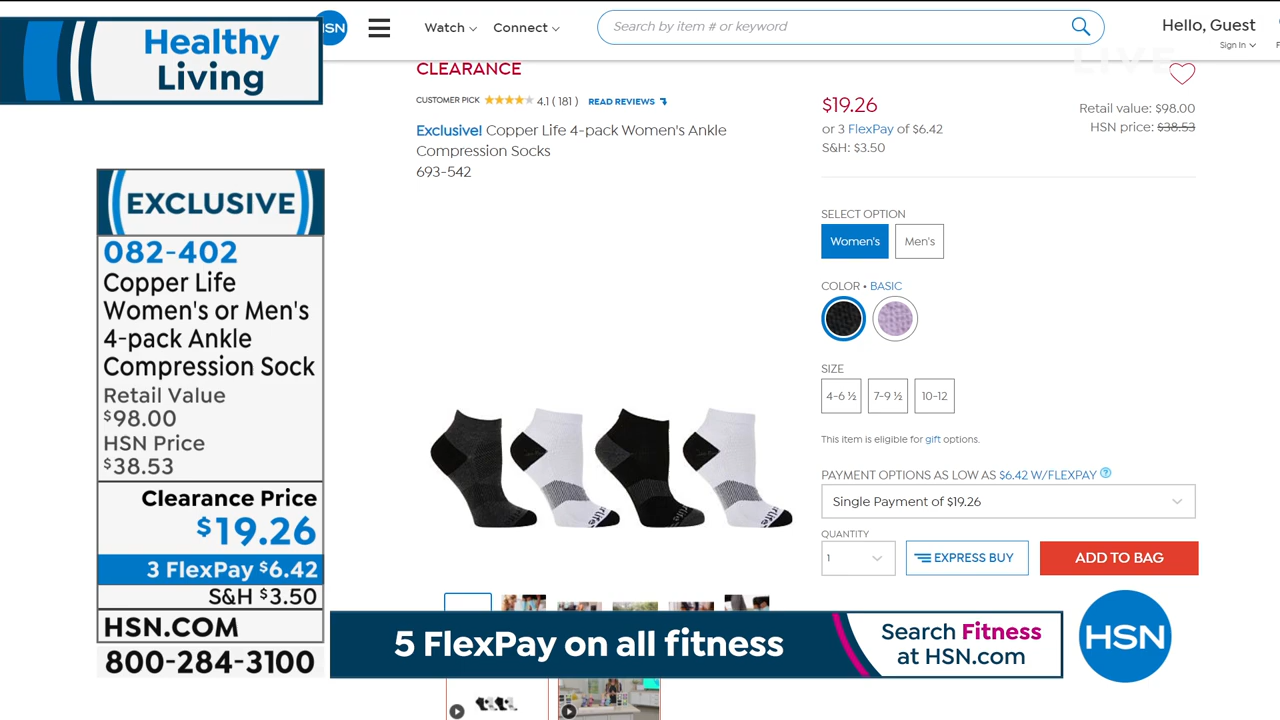 Healthy
Living
HSN
Watch
Connect
Search by item # or keyword
Hello, Guest
Sign In
LIVE
CLEARANCE
CUSTOMER PICK
4.1 ( 181 )
READ REVIEWS
Exclusive! Copper Life 4-pack Women's Ankle
Compression Socks
693-542
$19.26
or 3 FlexPay of $6.42
S&H: $3.50
Retail value: $98.00
HSN price: $38.53
SELECT OPTION
Women's
Men's
COLOR • BASIC
SIZE
4-6 ½
7-9 ½
10-12
This item is eligible for gift options.
PAYMENT OPTIONS AS LOW AS $6.42 W/FLEXPAY ?
Single Payment of $19.26
QUANTITY
1
EXPRESS BUY
ADD TO BAG
EXCLUSIVE
082-402
Copper Life
Women's or Men's
4-pack Ankle
Compression Sock
Retail Value
$98.00
HSN Price
$38.53
Clearance Price
$19.26
3 FlexPay $6.42
S&H $3.50
HSN.COM
800-284-3100
5 FlexPay on all fitness
Search Fitness
at HSN.com
HSN